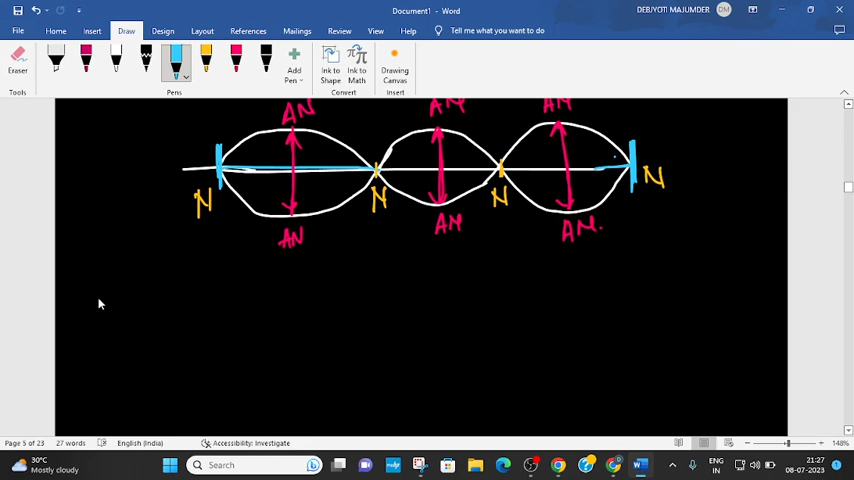 Document1 - Word
DEBJYOTI MAJUMDER DM
File Home Insert Draw Design Layout References Mailings Review View Help Tell me what you want to do
Eraser
Add Pen
Ink to Shape
Ink to Math
Drawing Canvas
Tools Pens Convert Insert
AN AN AN
N N N N
AN AN AN.
Page 5 of 23 27 words English (India) Accessibility: Investigate 148%
30°C
Mostly cloudy
Search
ENG
IN
21:27
08-07-2023